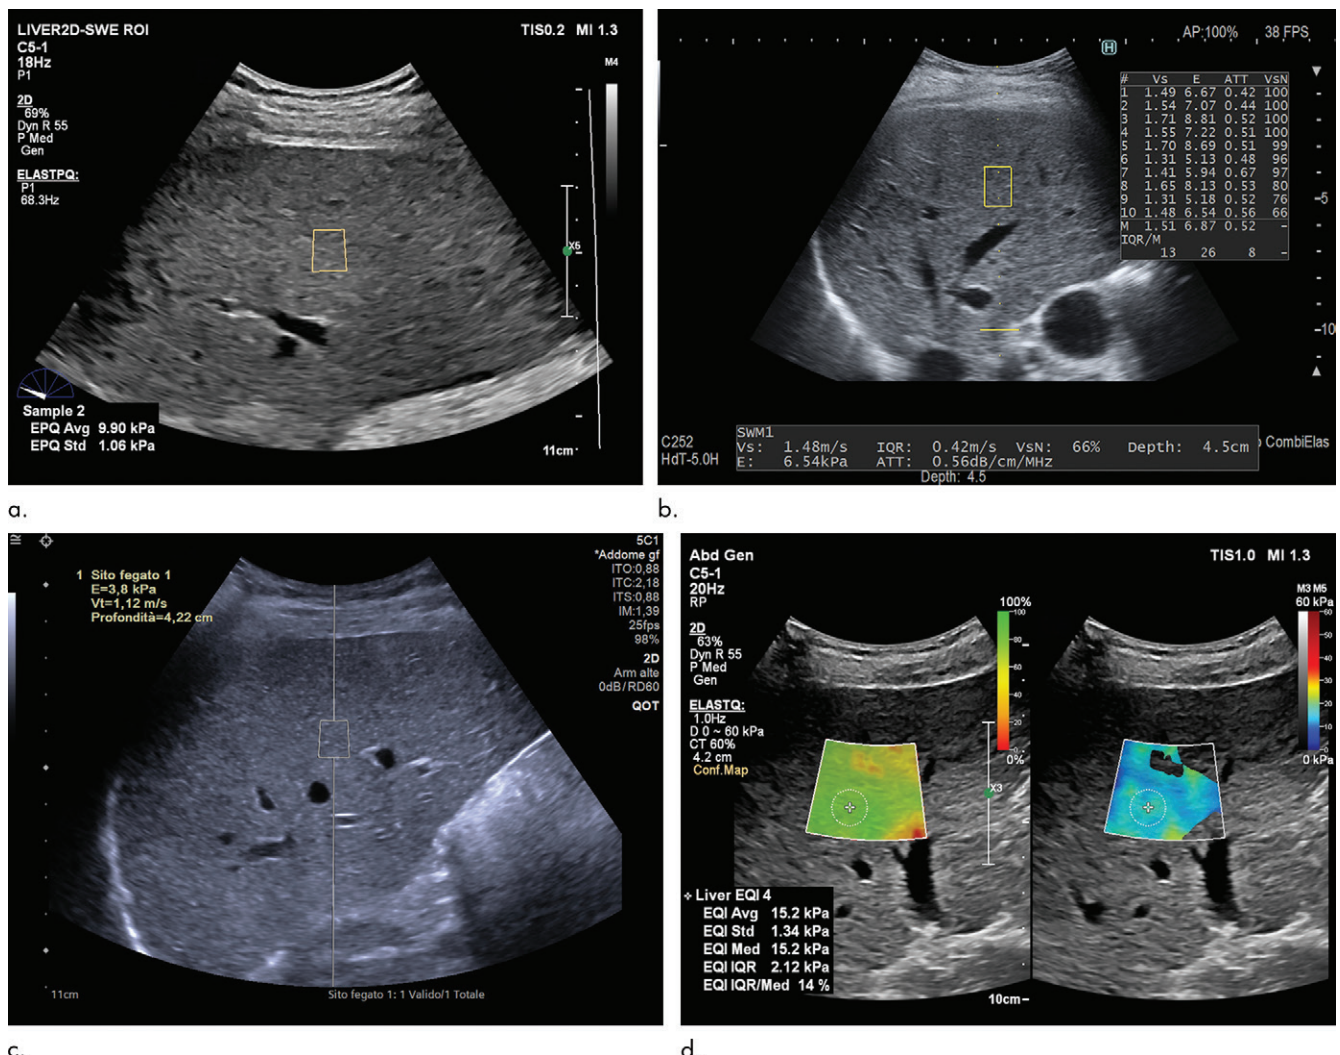 LIVER2D-SWE ROI
TIS0.2 MI 1.3
C5-1
18Hz
P1
M4
2D
69%
Dyn R 55
P Med
Gen
ELASTPQ:
P1
68.3Hz
X6
Sample 2
EPQ Avg 9.90 kPa
EPQ Std 1.06 kPa
11cm
a.
AP:100% 38 FPS
H
# Vs E ATT VsN
1 1.49 6.67 0.42 100
2 1.54 7.07 0.44 100
3 1.71 8.81 0.52 100
4 1.55 7.22 0.51 100
5 1.70 8.69 0.51 99
6 1.31 5.13 0.48 96
7 1.41 5.94 0.67 97
8 1.65 8.13 0.53 80
9 1.31 5.18 0.52 76
10 1.48 6.54 0.56 66
M 1.51 6.87 0.52 -
IQR/M
13 26 8 -
-5
-10
C252
HdT-5.0H
SWM1
Vs: 1.48m/s IQR: 0.42m/s VsN: 66% Depth: 4.5cm
E: 6.54kPa ATT: 0.56dB/cm/MHz
CombiElas
Depth: 4.5
b.
1 Sito fegato 1
E=3,8 kPa
Vt=1,12 m/s
Profondità=4,22 cm
5C1
*Addome gf
ITO:0,88
ITC:2,18
ITS:0,88
IM:1,39
25fps
98%
2D
Arm alte
0dB/RD60
QOT
11cm
Sito fegato 1: 1 Valido/1 Totale
c.
Abd Gen
TIS1.0 MI 1.3
C5-1
20Hz
RP
2D
63%
Dyn R 55
P Med
Gen
ELASTQ:
1.0Hz
D 0 ~ 60 kPa
CT 60%
4.2 cm
Conf.Map
100%
100
80
60
40
20
0
0%
M3 M5
60 kPa
60
50
40
30
20
10
0
0 kPa
X3
Liver EQI 4
EQI Avg 15.2 kPa
EQI Std 1.34 kPa
EQI Med 15.2 kPa
EQI IQR 2.12 kPa
EQI IQR/Med 14 %
10cm
d.